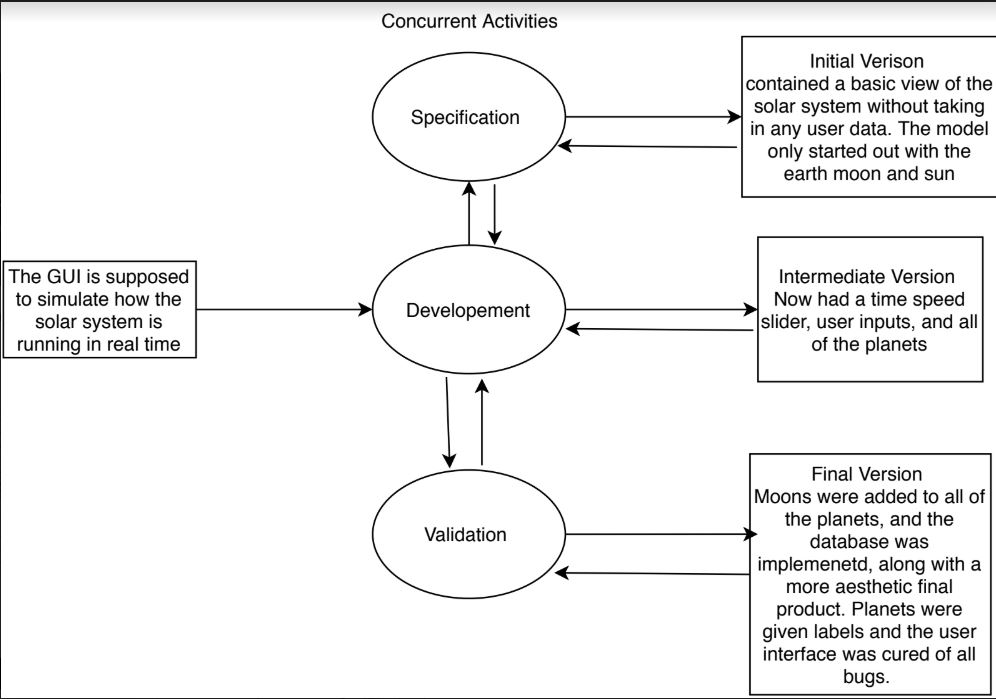 Concurrent Activities
Specification
Initial Verison
contained a basic view of the
solar system without taking
in any user data. The model
only started out with the
earth moon and sun
The GUI is supposed
to simulate how the
solar system is
running in real time
Developement
Intermediate Version
Now had a time speed
slider, user inputs, and all
of the planets
Validation
Final Version
Moons were added to all of
the planets, and the
database was
implemenetd, along with a
more aesthetic final
product. Planets were
given labels and the user
interface was cured of all
bugs.